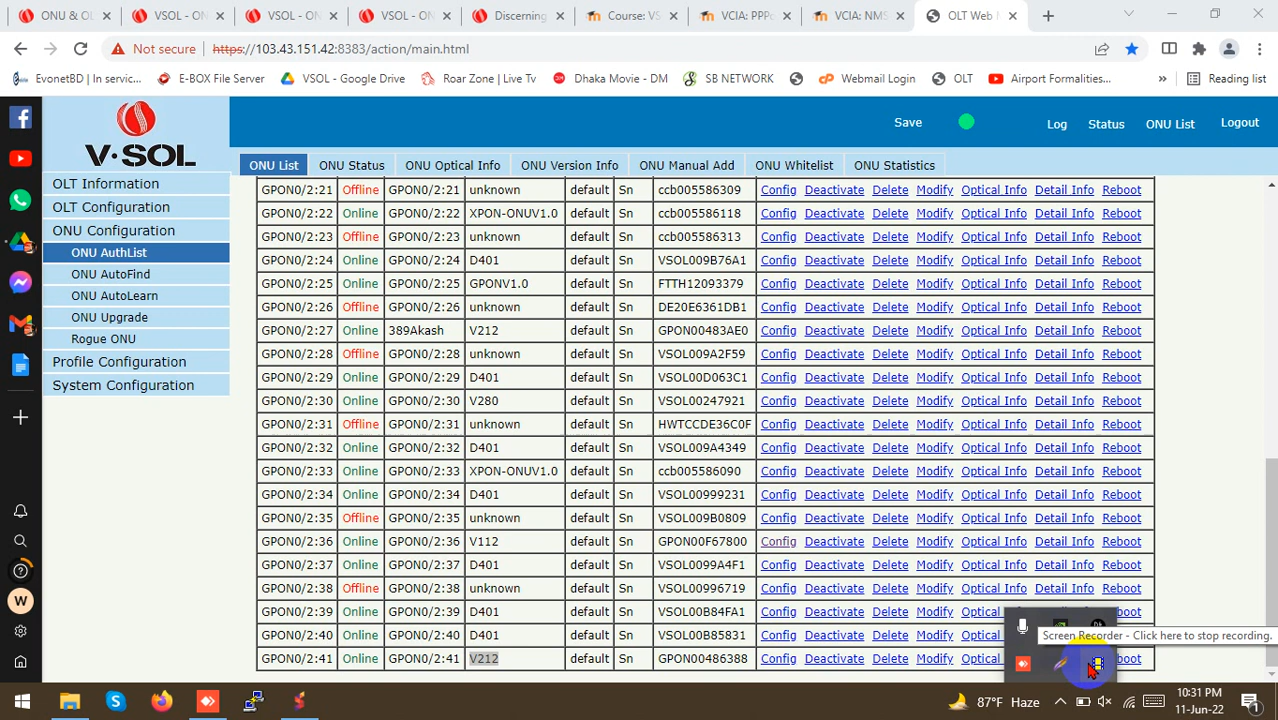 ONU & OL
VSOL - ON
VSOL - ON
VSOL - ON
Discerning
Course: VS
VCIA: PPPo
VCIA: NMS
OLT Web M
Not secure https://103.43.151.42:8383/action/main.html
EvonetBD | In servic... E-BOX File Server VSOL - Google Drive Roar Zone | Live Tv Dhaka Movie - DM SB NETWORK Webmail Login OLT Airport Formalities... » Reading list
V·SOL
Save Log Status ONU List Logout
ONU List ONU Status ONU Optical Info ONU Version Info ONU Manual Add ONU Whitelist ONU Statistics
OLT Information
OLT Configuration
ONU Configuration
ONU AuthList
ONU AutoFind
ONU AutoLearn
ONU Upgrade
Rogue ONU
Profile Configuration
System Configuration
GPON0/2:21 Offline GPON0/2:21 unknown default Sn ccb005586309 Config Deactivate Delete Modify Optical Info Detail Info Reboot
GPON0/2:22 Online GPON0/2:22 XPON-ONUV1.0 default Sn ccb005586118 Config Deactivate Delete Modify Optical Info Detail Info Reboot
GPON0/2:23 Offline GPON0/2:23 unknown default Sn ccb005586313 Config Deactivate Delete Modify Optical Info Detail Info Reboot
GPON0/2:24 Online GPON0/2:24 D401 default Sn VSOL009B76A1 Config Deactivate Delete Modify Optical Info Detail Info Reboot
GPON0/2:25 Online GPON0/2:25 GPONV1.0 default Sn FTTH12093379 Config Deactivate Delete Modify Optical Info Detail Info Reboot
GPON0/2:26 Offline GPON0/2:26 unknown default Sn DE20E6361DB1 Config Deactivate Delete Modify Optical Info Detail Info Reboot
GPON0/2:27 Online 389Akash V212 default Sn GPON00483AE0 Config Deactivate Delete Modify Optical Info Detail Info Reboot
GPON0/2:28 Offline GPON0/2:28 unknown default Sn VSOL009A2F59 Config Deactivate Delete Modify Optical Info Detail Info Reboot
GPON0/2:29 Online GPON0/2:29 D401 default Sn VSOL00D063C1 Config Deactivate Delete Modify Optical Info Detail Info Reboot
GPON0/2:30 Online GPON0/2:30 V280 default Sn VSOL00247921 Config Deactivate Delete Modify Optical Info Detail Info Reboot
GPON0/2:31 Offline GPON0/2:31 unknown default Sn HWTCCDE36C0F Config Deactivate Delete Modify Optical Info Detail Info Reboot
GPON0/2:32 Online GPON0/2:32 D401 default Sn VSOL009A4349 Config Deactivate Delete Modify Optical Info Detail Info Reboot
GPON0/2:33 Online GPON0/2:33 XPON-ONUV1.0 default Sn ccb005586090 Config Deactivate Delete Modify Optical Info Detail Info Reboot
GPON0/2:34 Online GPON0/2:34 D401 default Sn VSOL00999231 Config Deactivate Delete Modify Optical Info Detail Info Reboot
GPON0/2:35 Offline GPON0/2:35 unknown default Sn VSOL009B0809 Config Deactivate Delete Modify Optical Info Detail Info Reboot
GPON0/2:36 Online GPON0/2:36 V112 default Sn GPON00F67800 Config Deactivate Delete Modify Optical Info Detail Info Reboot
GPON0/2:37 Online GPON0/2:37 D401 default Sn VSOL0099A4F1 Config Deactivate Delete Modify Optical Info Detail Info Reboot
GPON0/2:38 Offline GPON0/2:38 unknown default Sn VSOL00996719 Config Deactivate Delete Modify Optical Info Detail Info Reboot
GPON0/2:39 Online GPON0/2:39 D401 default Sn VSOL00B84FA1 Config Deactivate Delete Modify
GPON0/2:40 Online GPON0/2:40 D401 default Sn VSOL00B85831 Config Deactivate Delete Modify Optical
GPON0/2:41 Online GPON0/2:41 V212 default Sn GPON00486388 Config Deactivate Delete Modify Optical
Screen Recorder - Click here to stop recording.
W
87°F Haze
10:31 PM
11-Jun-22